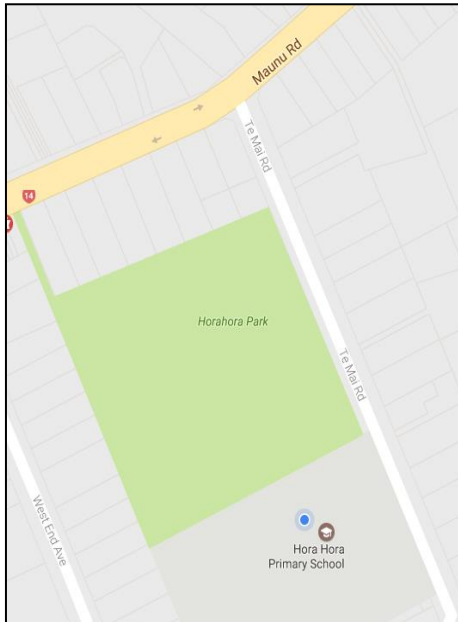 Maunu Rd
Te Mai Rd
14
Horahora Park
Te Mai Rd
West End Ave
Hora Hora
Primary School